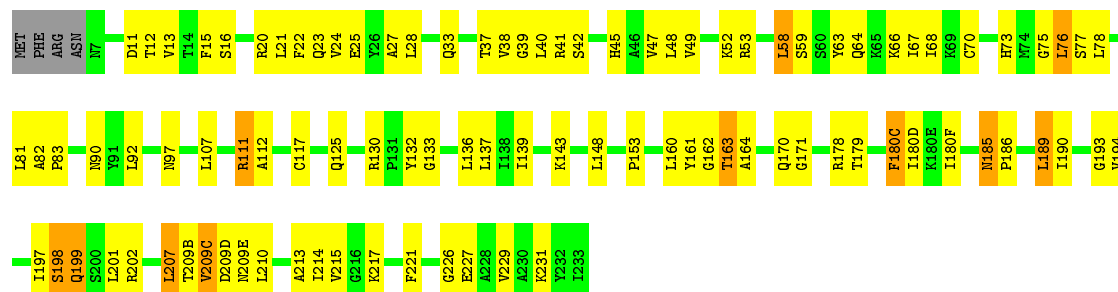 MET PHE ARG ASN N7 D11 T12 V13 T14 F15 S16 R20 L21 F22 Q23 V24 E25 Y26 A27 L28 Q33 T37 V38 G39 L40 R41 S42 H45 A46 V47 L48 V49 K52 R53 L58 S59 S60 Y63 Q64 K65 K66 I67 I68 K69 C70 H73 M74 G75 L76 S77 L78
L81 A82 P83 N90 Y91 L92 N97 L107 R111 A112 C117 Q125 R130 P131 Y132 G133 L136 L137 I138 I139 K143 L148 P153 L160 Y161 G162 T163 A164 Q170 G171 R178 T179 F180C I180D K180E I180F N185 P186 L189 I190 G193 V194
I197 S198 Q199 S200 L201 R202 L207 T209B V209C D209D N209E L210 A213 I214 V215 G216 K217 F221 G226 E227 A228 V229 A230 K231 Y232 I233